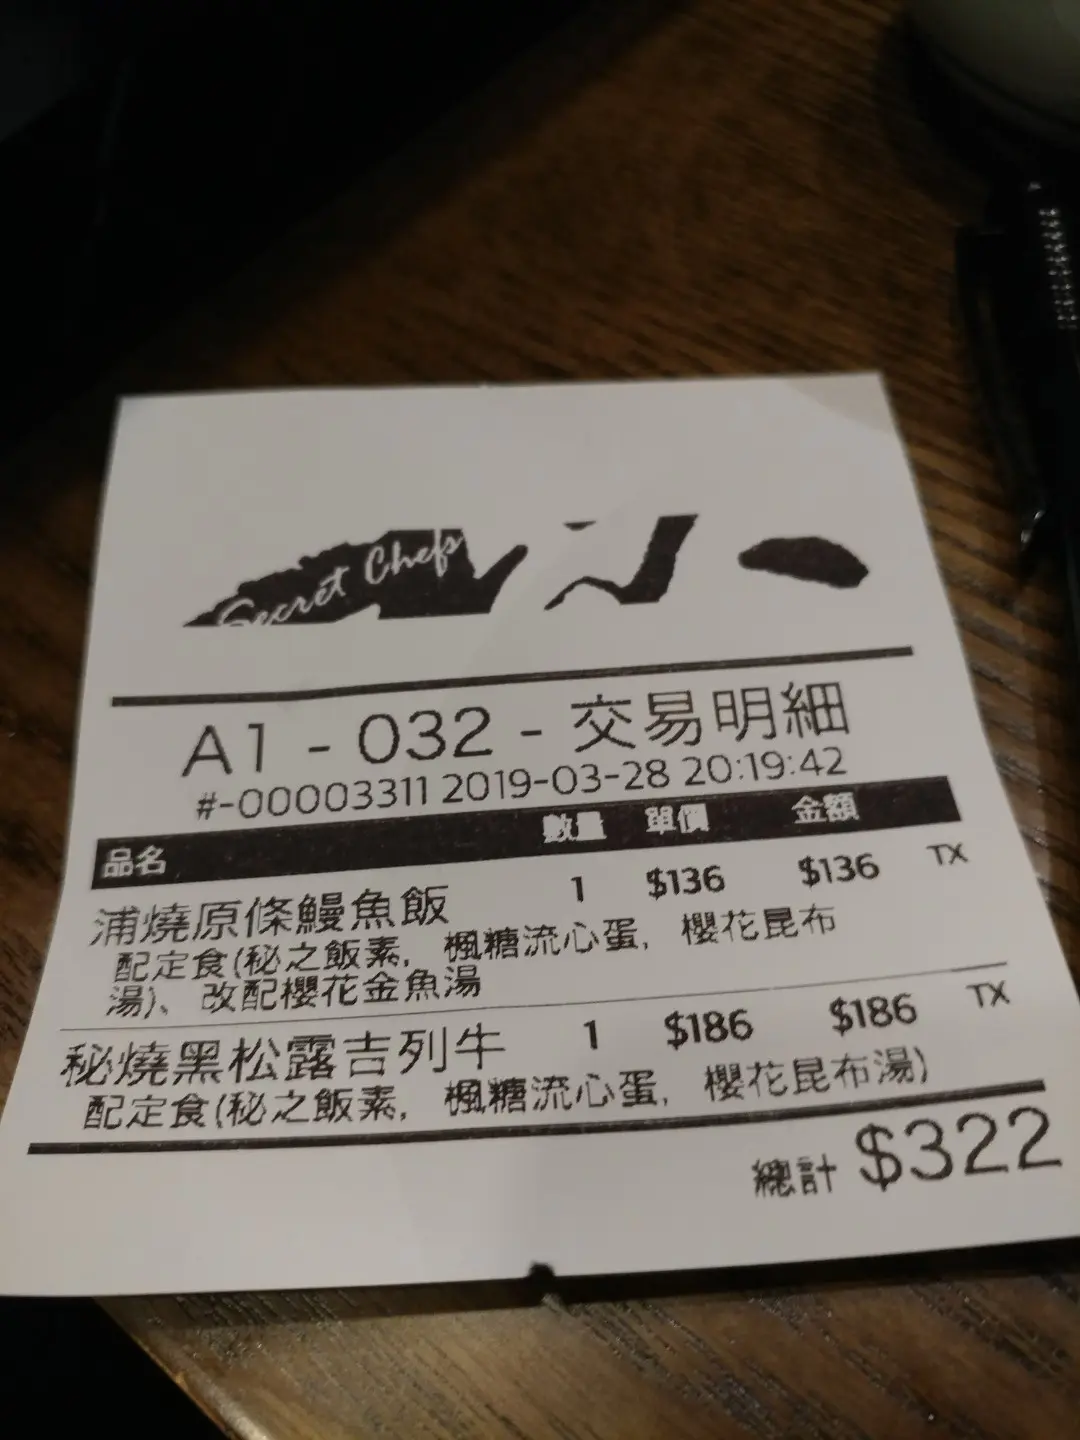 Secret Chefs
A1 - 032 - 交易明細
#-00003311 2019-03-28 20:19:42
品名 數量 單價 金額
浦燒原條鰻魚飯 1 $136 $136 TX
配定食(秘之飯素, 楓糖流心蛋, 櫻花昆布
湯)、改配櫻花金魚湯
秘燒黑松露吉列牛 1 $186 $186 TX
配定食(秘之飯素, 楓糖流心蛋, 櫻花昆布湯)
總計 $322